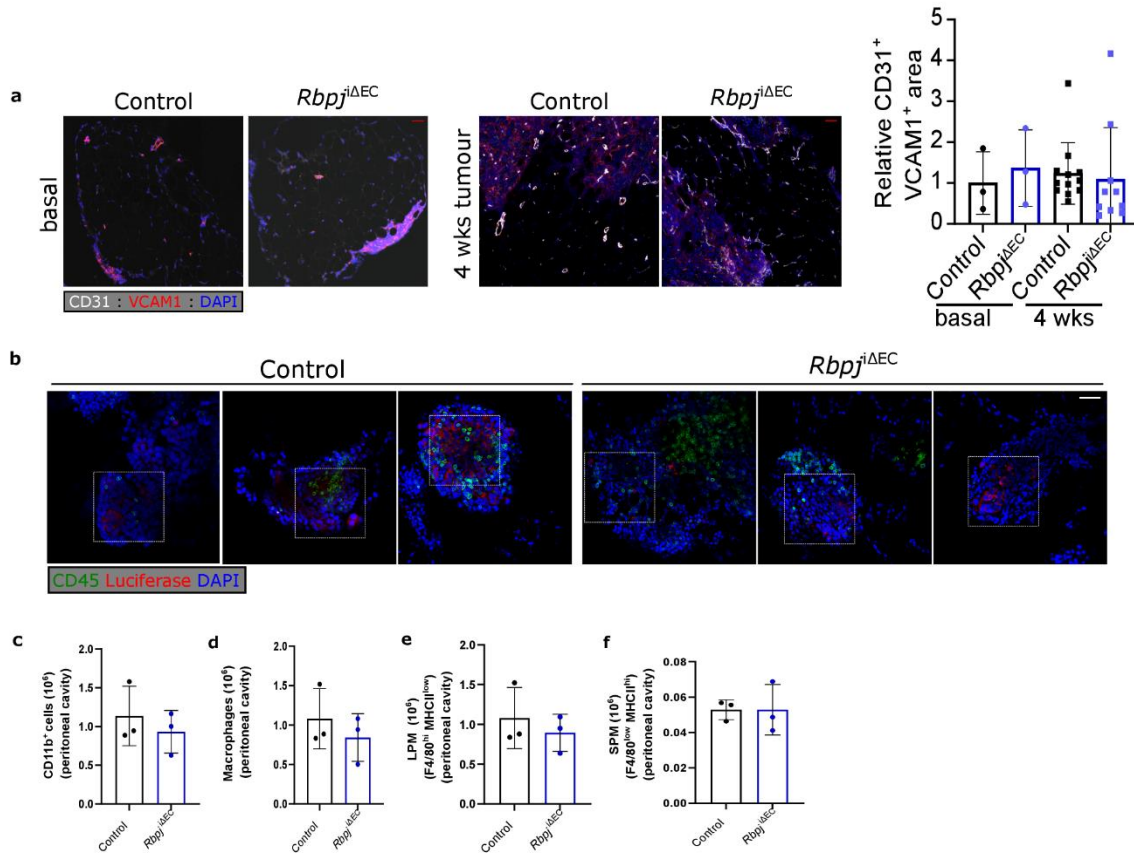 a
Control
Rbpj^iΔEC
Control
Rbpj^iΔEC
basal
4 wks tumour
CD31 : VCAM1 : DAPI
Relative CD31⁺
VCAM1⁺ area
5
4
3
2
1
0
Control
Rbpj^iΔEC
Control
Rbpj^iΔEC
basal
4 wks
b
Control
Rbpj^iΔEC
CD45 Luciferase DAPI
c
CD11b⁺ cells (10⁶)
(peritoneal cavity)
2.0
1.5
1.0
0.5
0.0
Control
Rbpj^iΔEC
d
Macrophages (10⁶)
(peritoneal cavity)
2.0
1.5
1.0
0.5
0.0
Control
Rbpj^iΔEC
e
LPM (10⁶)
(F4/80^hi MHCII^low)
(peritoneal cavity)
2.0
1.5
1.0
0.5
0.0
Control
Rbpj^iΔEC
f
SPM (10⁶)
(F4/80^low MHCII^hi)
(peritoneal cavity)
0.08
0.06
0.04
0.02
0.00
Control
Rbpj^iΔEC